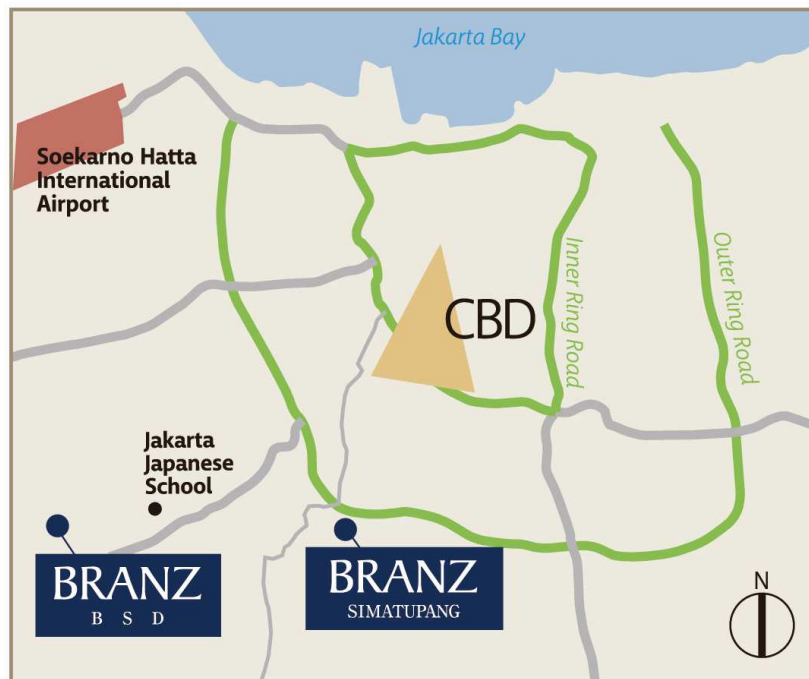 Jakarta Bay
Soekarno Hatta
International
Airport
Inner Ring Road
Outer Ring Road
CBD
Jakarta
Japanese
School
BRANZ
B S D
BRANZ
SIMATUPANG
N